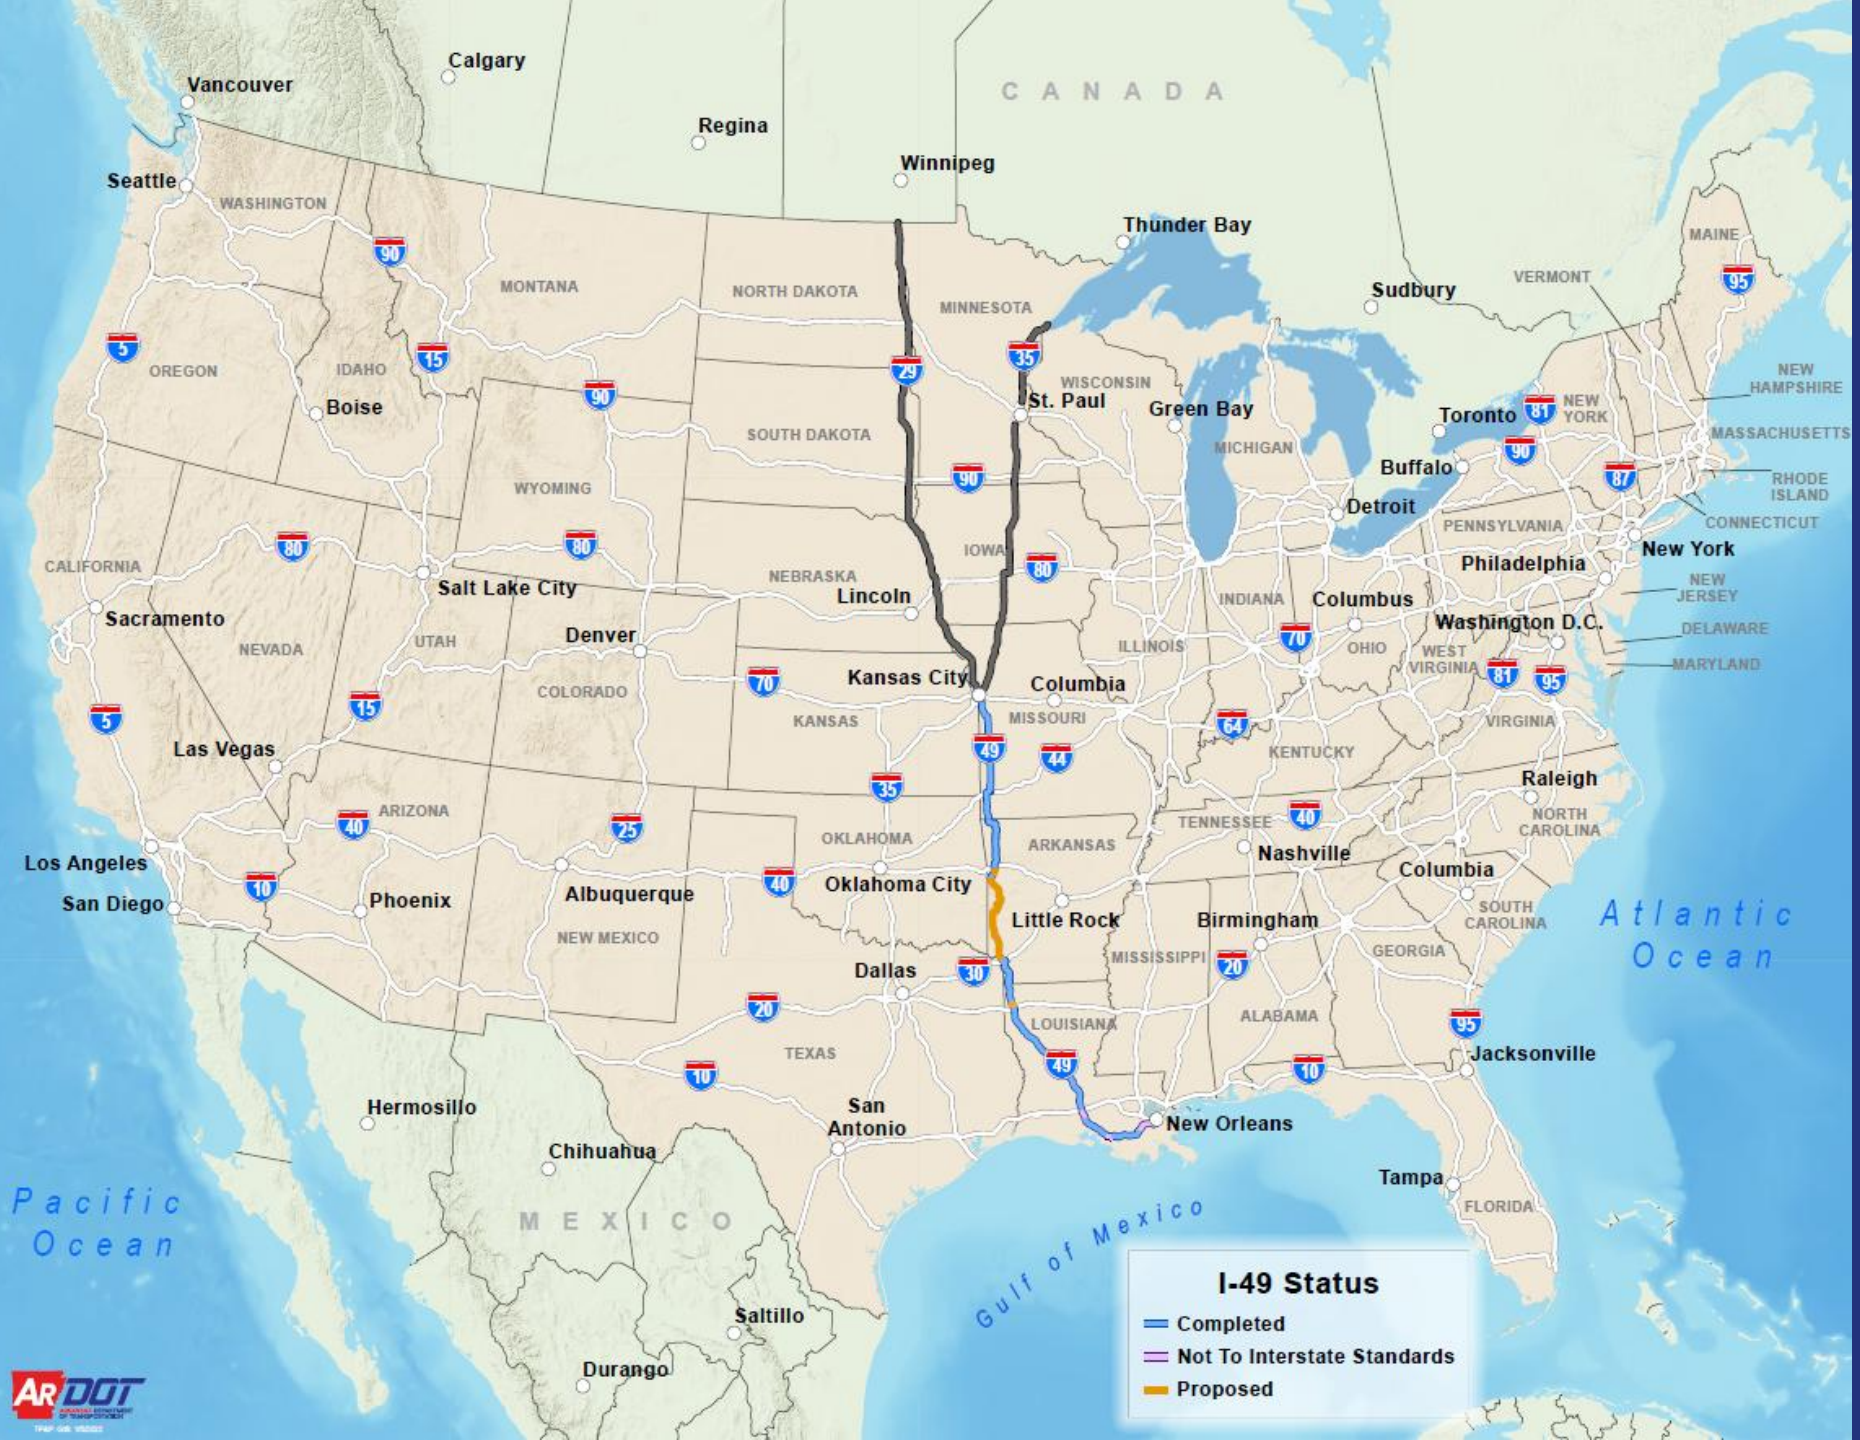 Calgary
Vancouver
CANADA
Regina
Winnipeg
Seattle
WASHINGTON
Thunder Bay
MAINE
90
95
MONTANA
NORTH DAKOTA
MINNESOTA
Sudbury
VERMONT
5
15
IDAHO
OREGON
29
35
WISCONSIN
NEW
HAMPSHIRE
90
Boise
St. Paul
Green Bay
Toronto
81
NEW
YORK
SOUTH DAKOTA
MICHIGAN
MASSACHUSETTS
90
Buffalo
90
87
RHODE
ISLAND
WYOMING
Detroit
PENNSYLVANIA
CONNECTICUT
80
80
IOWA
80
New York
CALIFORNIA
Philadelphia
NEBRASKA
Lincoln
Salt Lake City
NEW
JERSEY
Sacramento
INDIANA
Columbus
Washington D.C.
DELAWARE
NEVADA
UTAH
Denver
ILLINOIS
70
OHIO
WEST
VIRGINIA
MARYLAND
COLORADO
70
Kansas City
Columbia
81
95
15
5
KANSAS
MISSOURI
64
VIRGINIA
Las Vegas
49
44
KENTUCKY
35
Raleigh
ARIZONA
40
25
OKLAHOMA
ARKANSAS
TENNESSEE
40
NORTH
CAROLINA
Los Angeles
Nashville
10
Albuquerque
40
Oklahoma City
Columbia
San Diego
Phoenix
Little Rock
Birmingham
SOUTH
CAROLINA
Atlantic
Ocean
NEW MEXICO
Dallas
30
MISSISSIPPI
20
GEORGIA
20
LOUISIANA
ALABAMA
95
TEXAS
10
49
10
Jacksonville
Hermosillo
San
Antonio
New Orleans
Chihuahua
Tampa
Pacific
Ocean
MEXICO
Gulf of Mexico
FLORIDA
Saltillo
Durango
I-49 Status
Completed
Not To Interstate Standards
Proposed
ARDOT
ARKANSAS DEPARTMENT
OF TRANSPORTATION